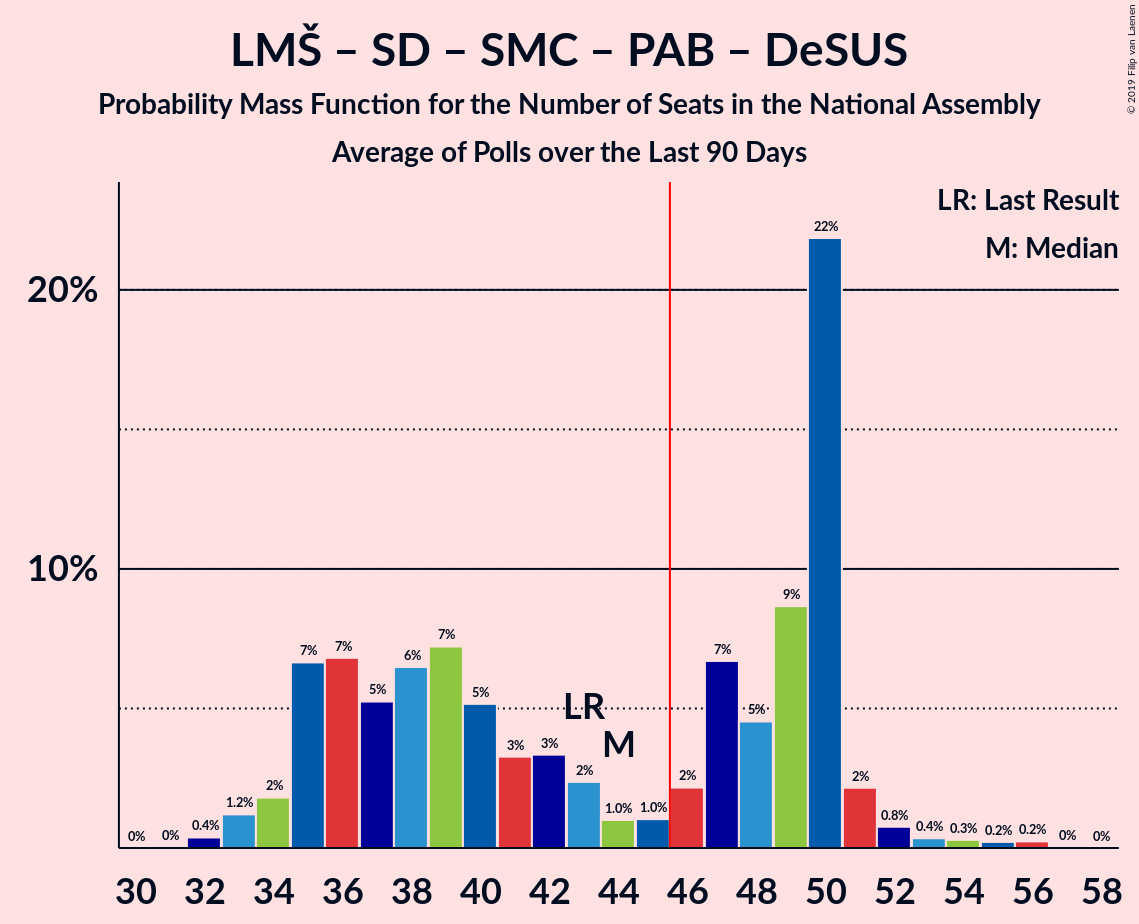 LMŠ – SD – SMC – PAB – DeSUS
Probability Mass Function for the Number of Seats in the National Assembly
Average of Polls over the Last 90 Days
© 2019 Filip van Laenen
LR: Last Result
M: Median
20%
10%
0% 0% 0.4% 1.2% 2% 7% 7% 5% 6% 7% 5% 3% 3% 2% 1.0% 1.0% 2% 7% 5% 9% 22% 2% 0.8% 0.4% 0.3% 0.2% 0.2% 0% 0%
LR
M
30 32 34 36 38 40 42 44 46 48 50 52 54 56 58